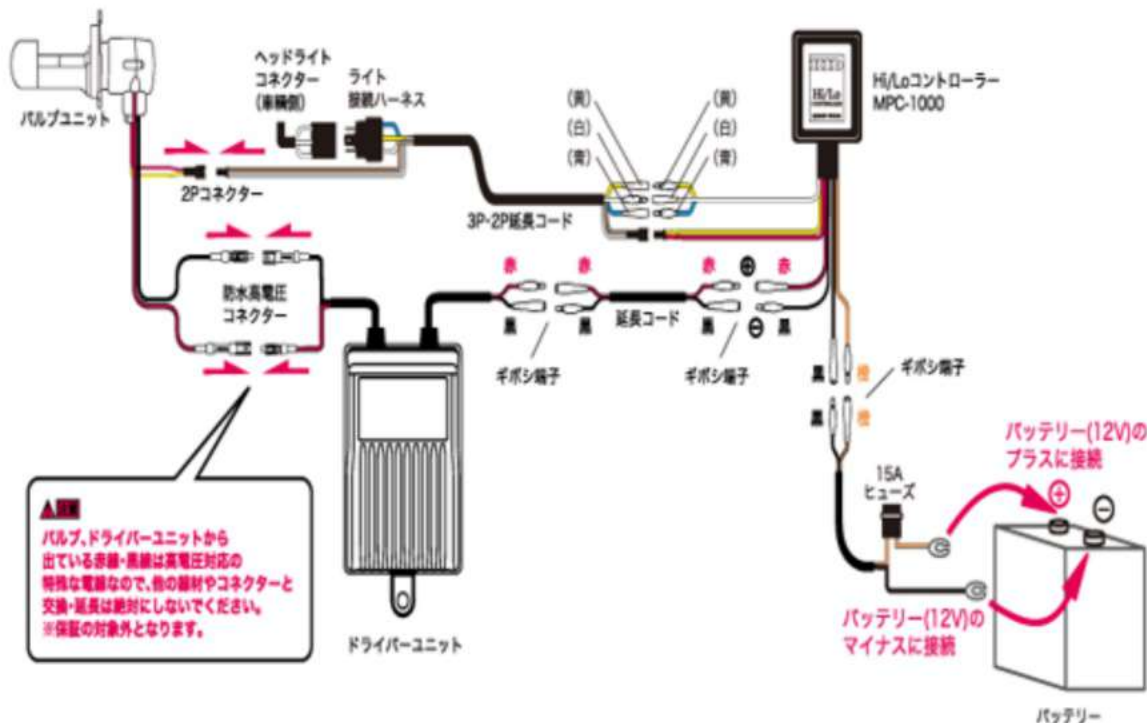 バルブユニット
ヘッドライト
コネクター
(車輌側)
ライト
接続ハーネス
2Pコネクター
3P-2P延長コード
(黄)
(白)
(青)
(黄)
(白)
(青)
Hi/Lo
Hi/Loコントローラー
MPC-1000
防水高電圧
コネクター
赤
赤
赤
⊕
赤
黒
黒
延長コード
黒
⊖
黒
ギボシ端子
ギボシ端子
黒
橙
ギボシ端子
黒
橙
15A
ヒューズ
バッテリー(12V)の
プラスに接続
⊕
⊖
バッテリー(12V)の
マイナスに接続
バッテリー
ドライバーユニット
バルブ、ドライバーユニットから
出ている赤線・黒線は高電圧対応の
特殊な電線なので、他の線材やコネクターと
交換・延長は絶対にしないでください。
※保証の対象外となります。